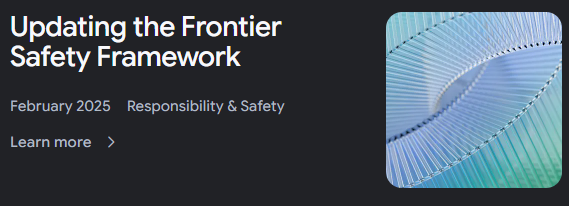 Updating the Frontier
Safety Framework
February 2025 Responsibility & Safety
Learn more